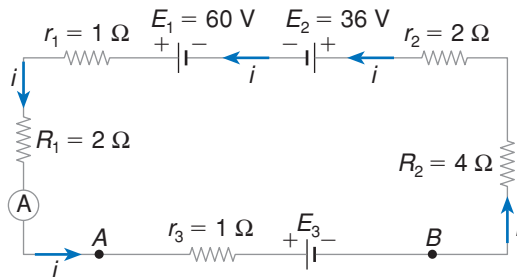 E₁ = 60 V E₂ = 36 V
r₁ = 1 Ω r₂ = 2 Ω
+ − − +
i i i
R₁ = 2 Ω
R₂ = 4 Ω
A
A r₃ = 1 Ω E₃ B
+ −
i